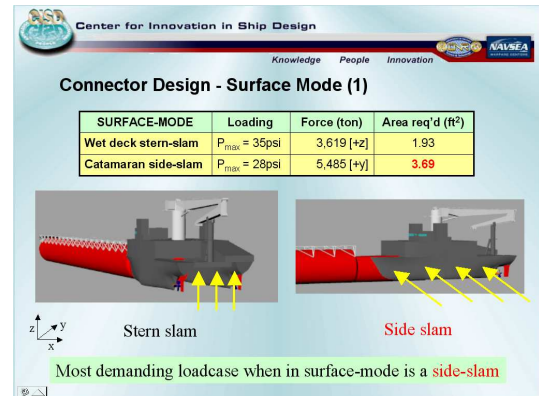 Center for Innovation in Ship Design
NAVSEA
Knowledge People Innovation
Connector Design - Surface Mode (1)
SURFACE-MODE Loading Force (ton) Area req'd (ft²)
Wet deck stern-slam Pmax = 35psi 3,619 [+z] 1.93
Catamaran side-slam Pmax = 28psi 5,485 [+y] 3.69
z y
x
Stern slam Side slam
Most demanding loadcase when in surface-mode is a side-slam